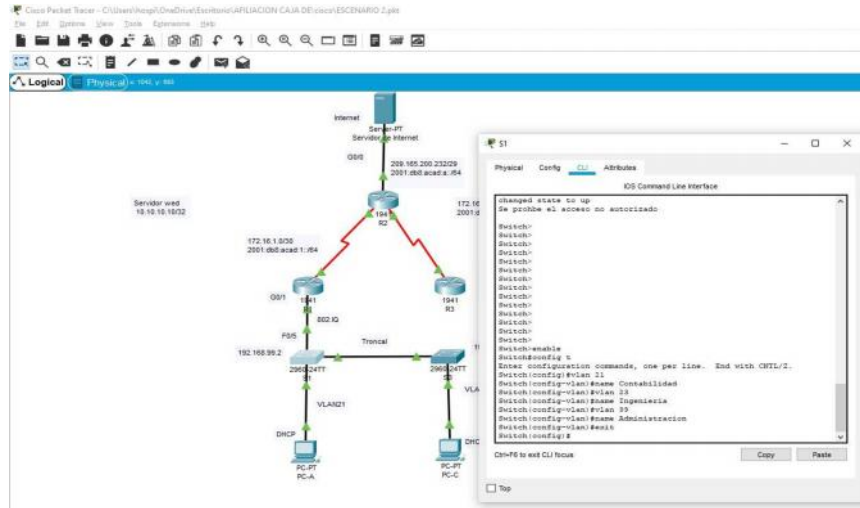 Cisco Packet Tracer - C:\Users\hospi\OneDrive\Escritorio\AFILIACION CAJA DE\cisco\ESCENARIO 2.pkt
File Edit Options View Tools Extensions Help
Logical
Physical
Internet
Server-PT
Servidor de Internet
G0/0
209.165.200.232/29
2001:db8:acad:a::/64
Servidor wed
10.10.10.10/32
R2
172.16.1.0/30
2001:db8:acad:1::/64
G0/1
1941
1941
R3
802.IQ
F0/5
Troncal
192.168.99.2
S1
VLAN21
DHCP
PC-PT
PC-A
PC-PT
PC-C
S1
Physical Config CLI Attributes
IOS Command Line Interface
changed state to up
Se prohbe el acceso no autorizado
Switch>
Switch>
Switch>
Switch>
Switch>
Switch>
Switch>
Switch>
Switch>
Switch>
Switch>
Switch>
Switch>enable
Switch#config t
Enter configuration commands, one per line. End with CNTL/Z.
Switch(config)#vlan 21
Switch(config-vlan)#name Contabilidad
Switch(config-vlan)#vlan 23
Switch(config-vlan)#name Ingenieria
Switch(config-vlan)#vlan 99
Switch(config-vlan)#name Administracion
Switch(config-vlan)#exit
Switch(config)#
Ctrl+F6 to exit CLI focus
Copy
Paste
Top